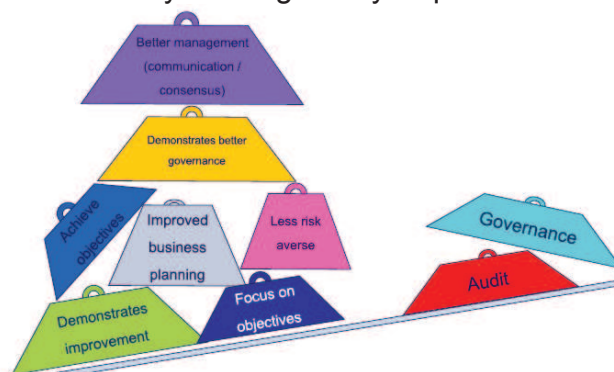 Better management
(communication /
consensus)
Demonstrates better
governance
Achieve
objectives
Improved
business
planning
Less risk
averse
Governance
Demonstrates
improvement
Focus on
objectives
Audit